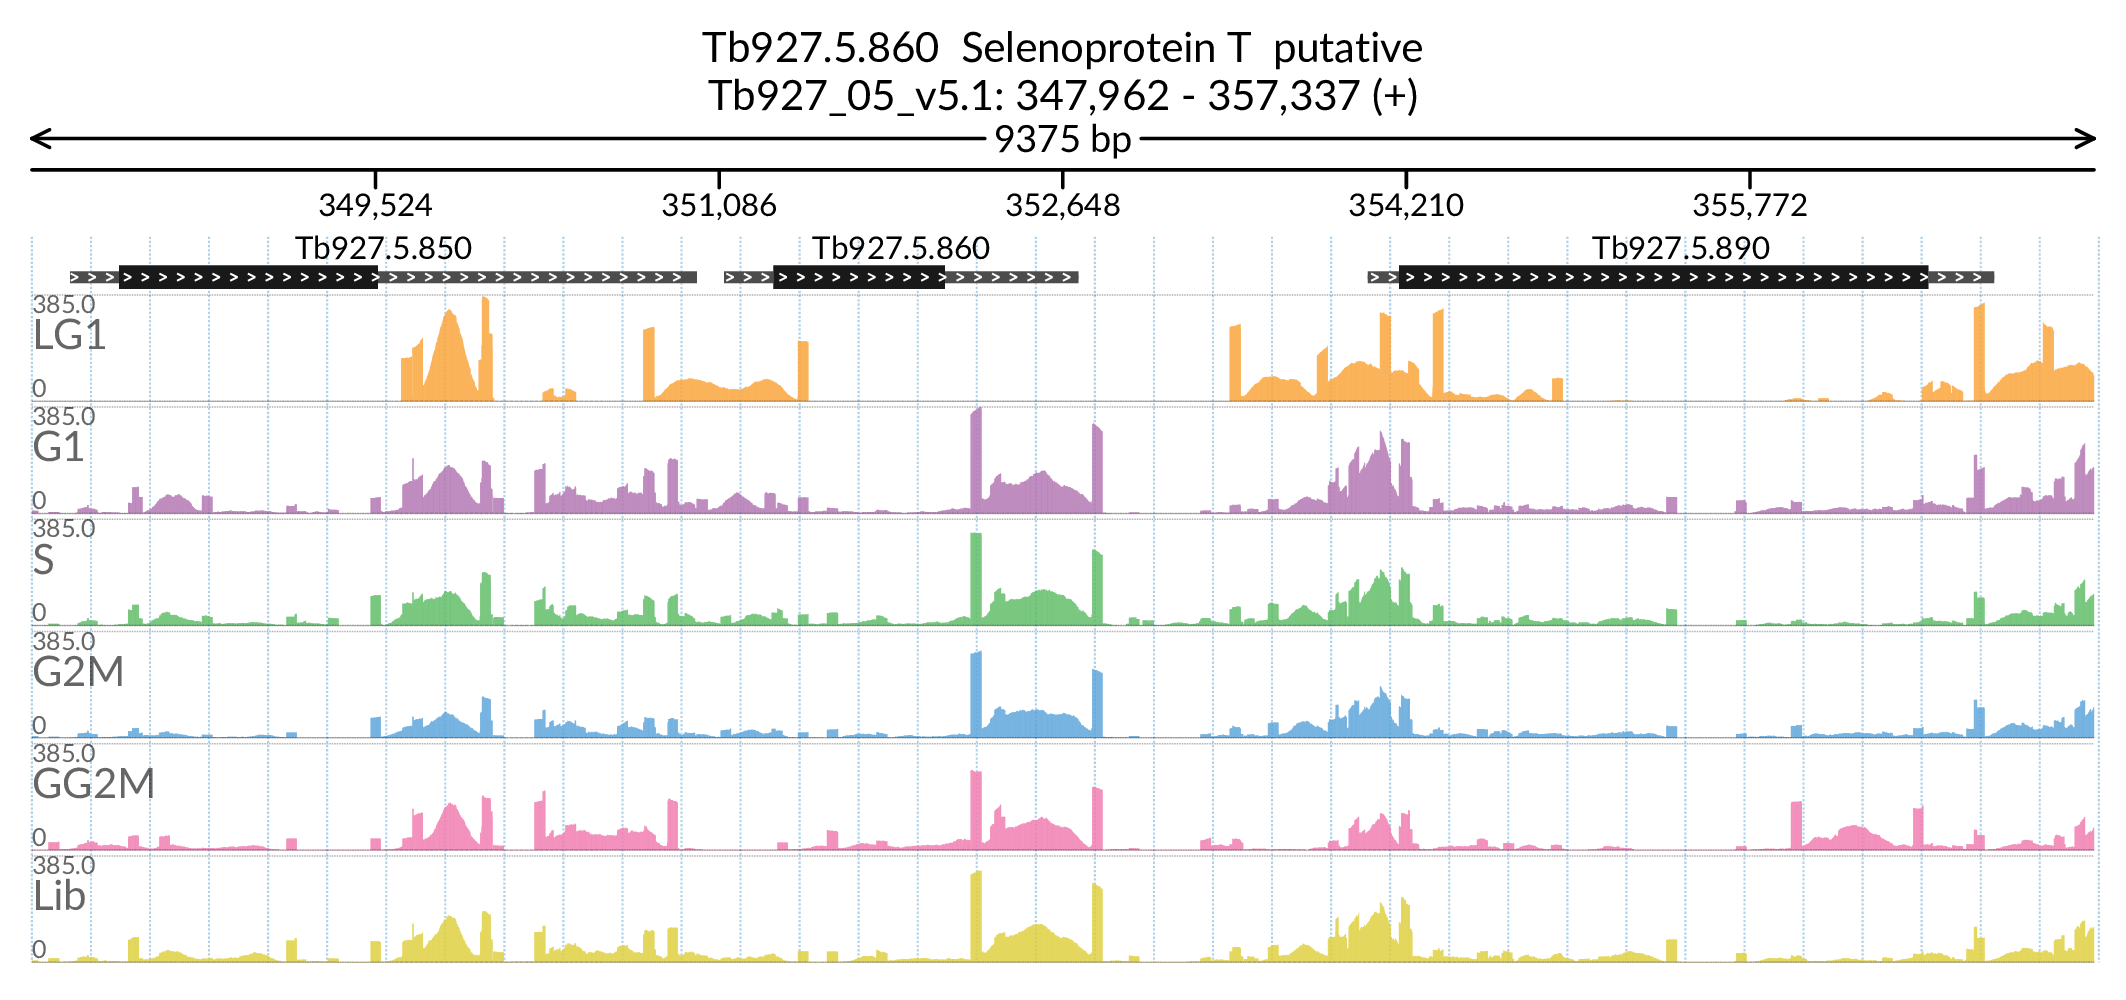 Tb927.5.860 Selenoprotein T putative
Tb927_05_v5.1: 347,962 - 357,337 (+)
9375 bp
349,524 351,086 352,648 354,210 355,772
Tb927.5.850 Tb927.5.860 Tb927.5.890
385.0
LG1
0
385.0
G1
0
385.0
S
0
385.0
G2M
0
385.0
GG2M
0
385.0
Lib
0